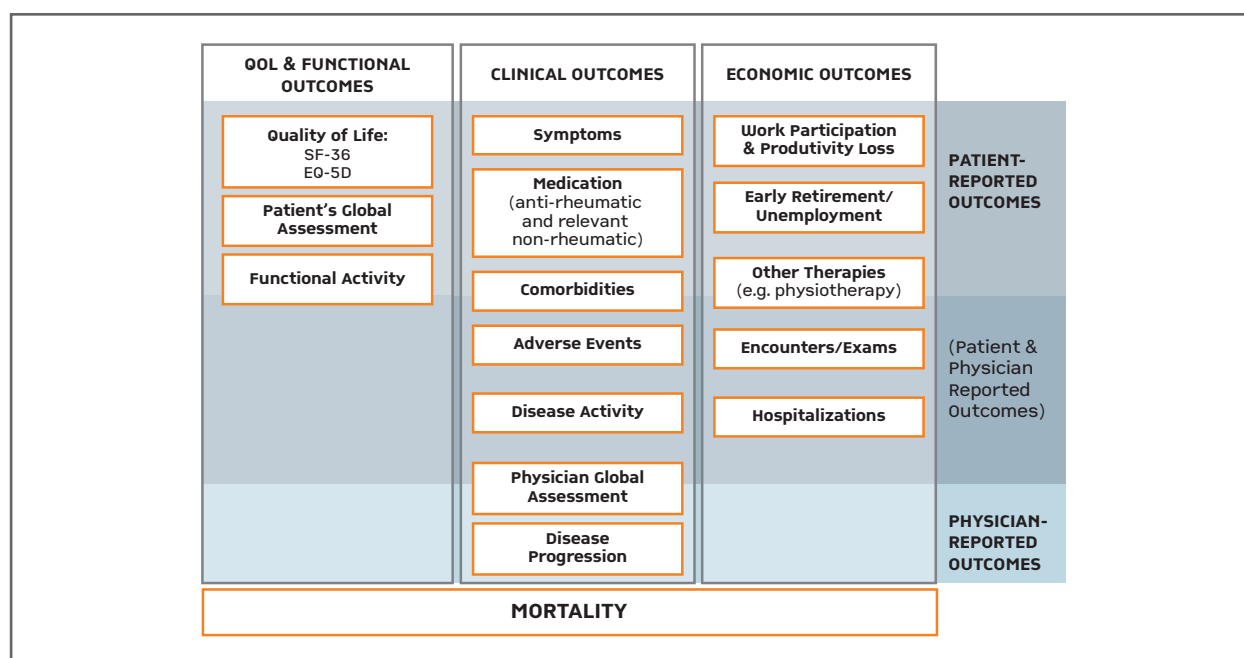 QOL & FUNCTIONAL
OUTCOMES
Quality of Life:
SF-36
EQ-5D
Patient's Global
Assessment
Functional Activity
CLINICAL OUTCOMES
Symptoms
Medication
(anti-rheumatic
and relevant
non-rheumatic)
Comorbidities
Adverse Events
Disease Activity
Physician Global
Assessment
Disease
Progression
ECONOMIC OUTCOMES
Work Participation
& Produtivity Loss
Early Retirement/
Unemployment
Other Therapies
(e.g. physiotherapy)
Encounters/Exams
Hospitalizations
PATIENT-
REPORTED
OUTCOMES
(Patient &
Physician
Reported
Outcomes)
PHYSICIAN-
REPORTED
OUTCOMES
MORTALITY